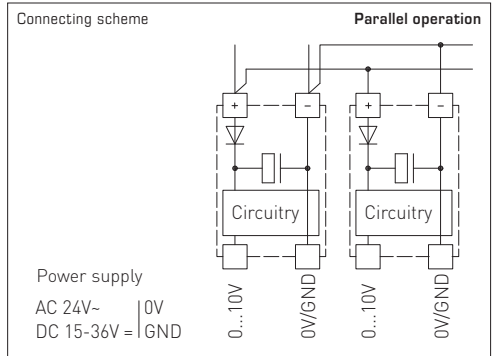 Connecting scheme
Parallel operation
+ − + −
Circuitry Circuitry
Power supply
AC 24V~ 0V
DC 15-36V = GND
0...10V
0V/GND
0...10V
0V/GND